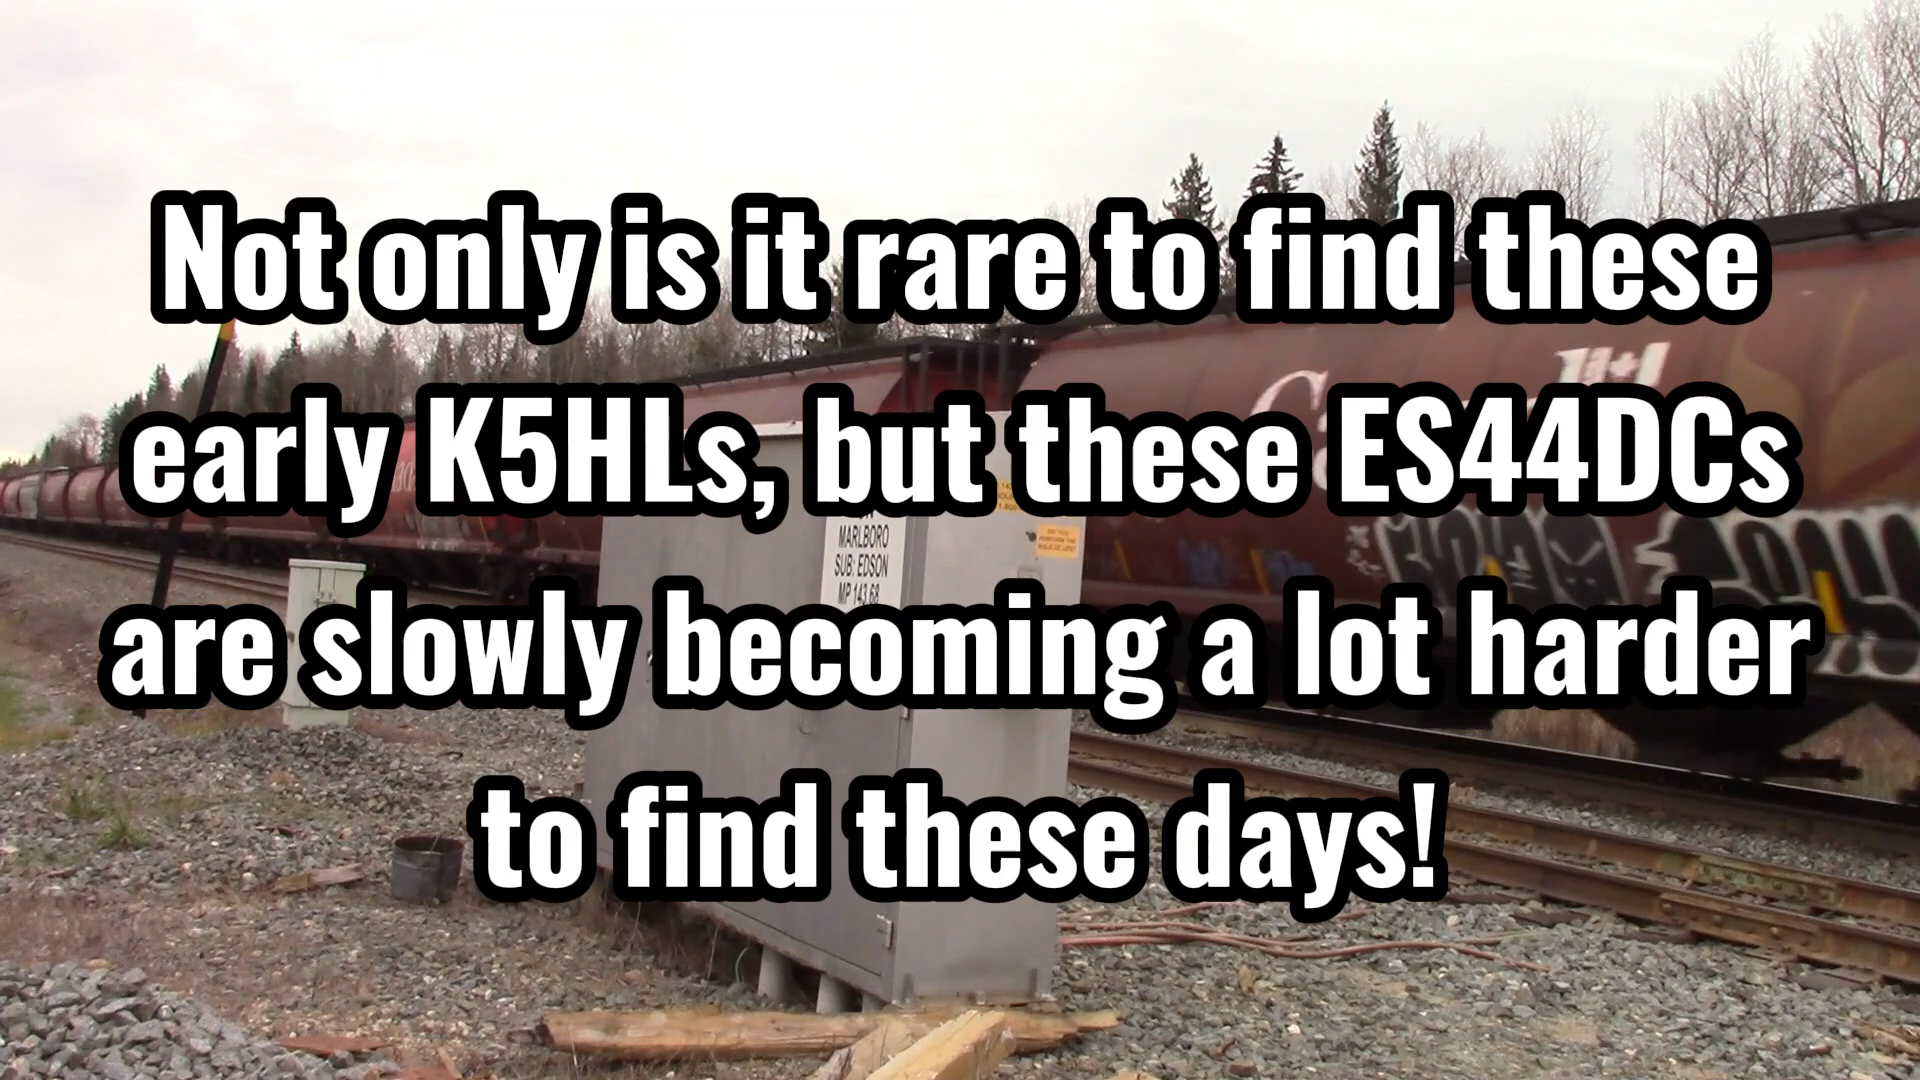 Not only is it rare to find these
early K5HLs, but these ES44DCs
are slowly becoming a lot harder
to find these days!
MARLBORO
SUB: EDSON
MP 143.68